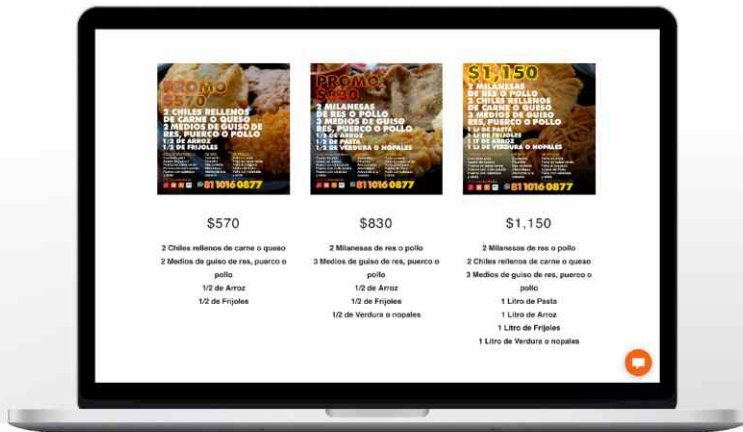 PROMO
$570
2 CHILES RELLENOS
DE CARNE O QUESO
2 MEDIOS DE GUISO DE
RES, PUERCO O POLLO
1/2 DE ARROZ
1/2 DE FRIJOLES
81 1016 0877
PROMO
$830
2 MILANESAS
DE RES O POLLO
3 MEDIOS DE GUISO DE
RES, PUERCO O POLLO
1/2 DE ARROZ
1/2 DE PASTA
1/2 DE VERDURA O NOPALES
81 1016 0877
$1,150
2 MILANESAS
DE RES O POLLO
2 CHILES RELLENOS
DE CARNE O QUESO
3 MEDIOS DE GUISO DE
RES, PUERCO O POLLO
1 LT DE PASTA
1 LT DE FRIJOLES
1 LT DE ARROZ
1 LT DE VERDURA O NOPALES
81 1016 0877
$570
2 Chiles rellenos de carne o queso
2 Medios de guiso de res, puerco o
pollo
1/2 de Arroz
1/2 de Frijoles
$830
2 Milanesas de res o pollo
3 Medios de guiso de res, puerco o
pollo
1/2 de Arroz
1/2 de Frijoles
1/2 de Verdura o nopales
$1,150
2 Milanesas de res o pollo
2 Chiles rellenos de carne o queso
3 Medios de guiso de res, puerco o
pollo
1 Litro de Pasta
1 Litro de Arroz
1 Litro de Frijoles
1 Litro de Verdura o nopales